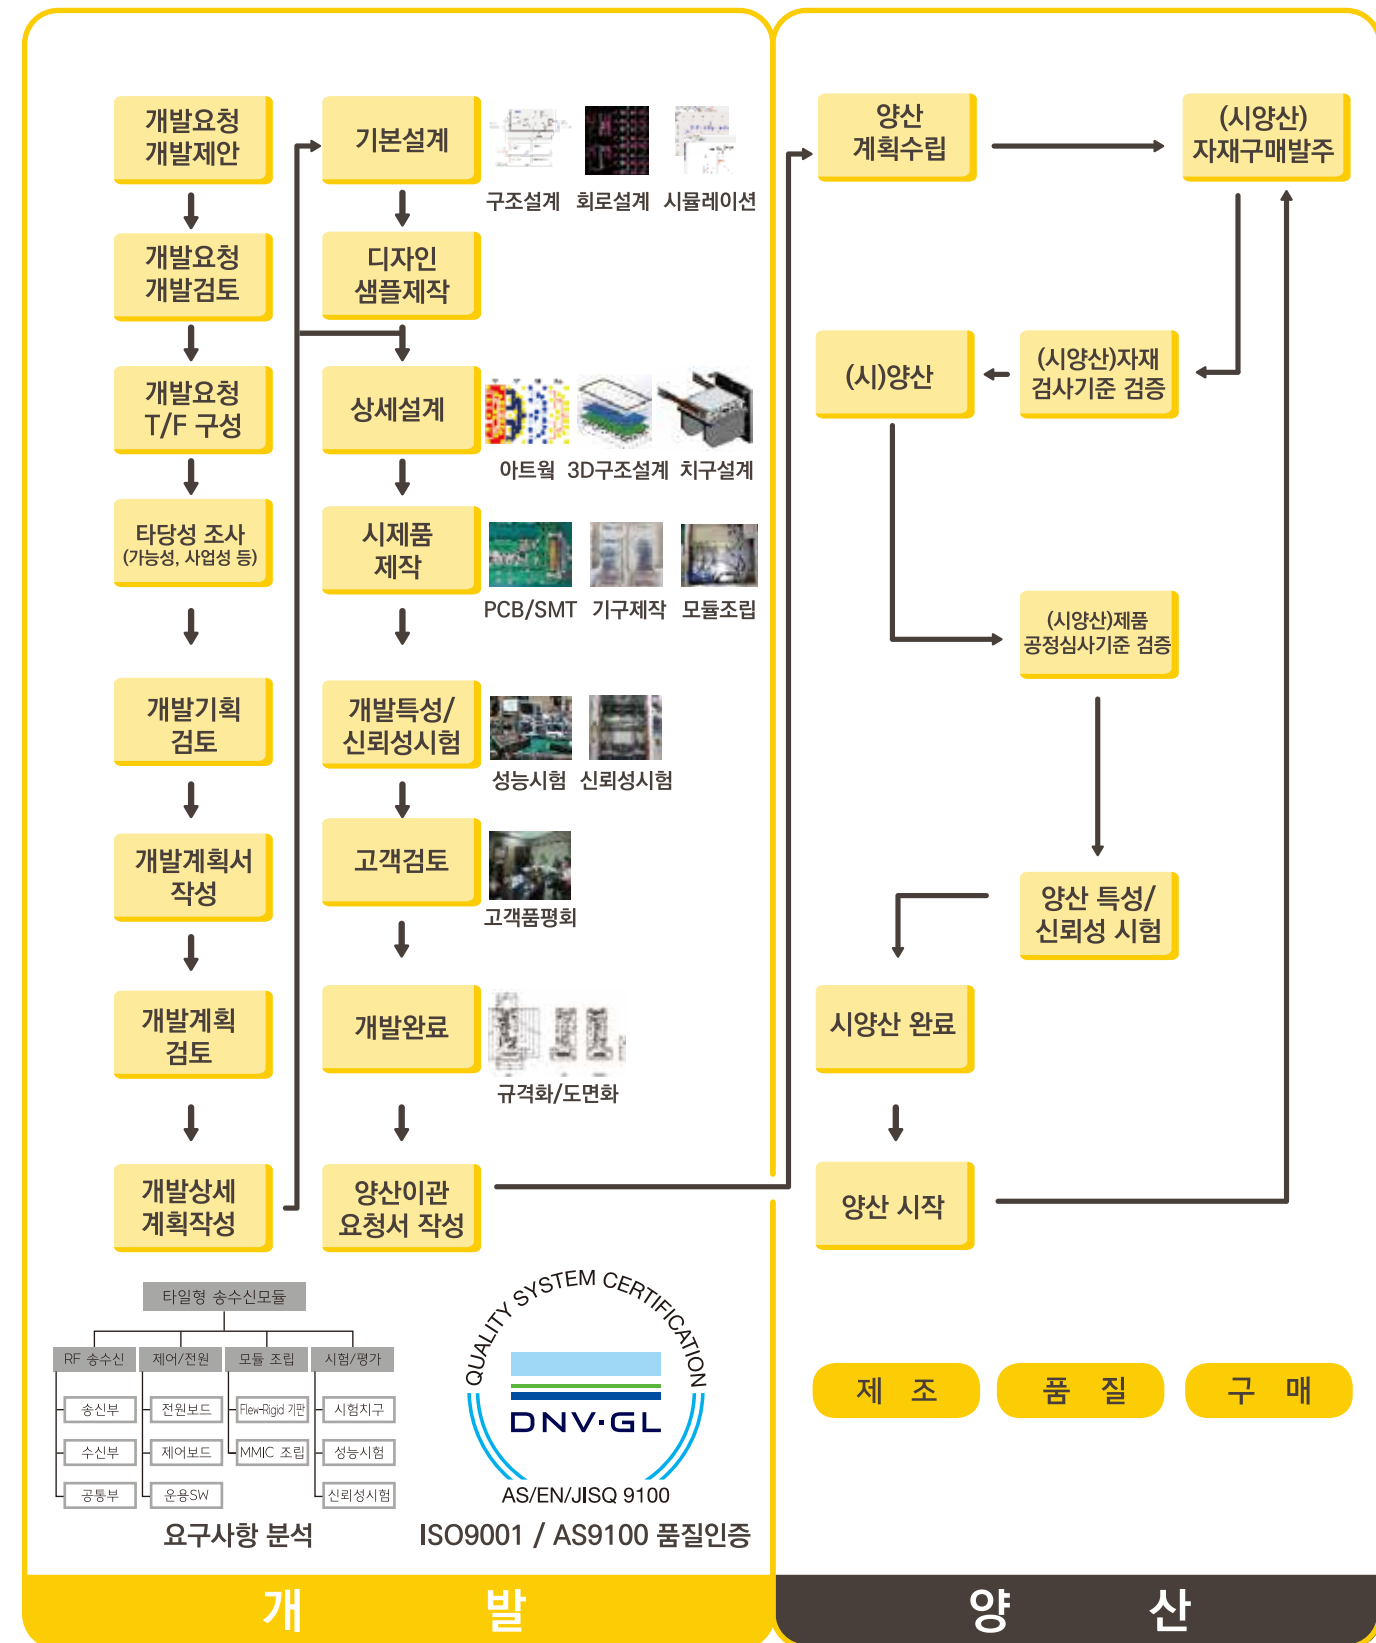 개발요청
개발제안
개발요청
개발검토
개발요청
T/F 구성
타당성 조사
(가능성, 사업성 등)
개발기획
검토
개발계획서
작성
개발계획
검토
개발상세
계획작성
기본설계
구조설계 회로설계 시뮬레이션
디자인
샘플제작
상세설계
아트웍 3D구조설계 치구설계
시제품
제작
PCB/SMT 기구제작 모듈조립
개발특성/
신뢰성시험
성능시험 신뢰성시험
고객검토
고객품평회
개발완료
규격화/도면화
양산이관
요청서 작성
타일형 송수신모듈
RF 송수신 제어/전원 모듈 조립 시험/평가
송신부 전원보드 Flew-Rigid 기판 시험치구
수신부 제어보드 MMIC 조립 성능시험
공통부 운용SW 신뢰성시험
요구사항 분석
QUALITY SYSTEM CERTIFICATION
DNV·GL
AS/EN/JISQ 9100
ISO9001 / AS9100 품질인증
개 발
양산
계획수립
(시양산)
자재구매발주
(시)양산
(시양산)자재
검사기준 검증
(시양산)제품
공정심사기준 검증
양산 특성/
신뢰성 시험
시양산 완료
양산 시작
제 조 품 질 구 매
양 산